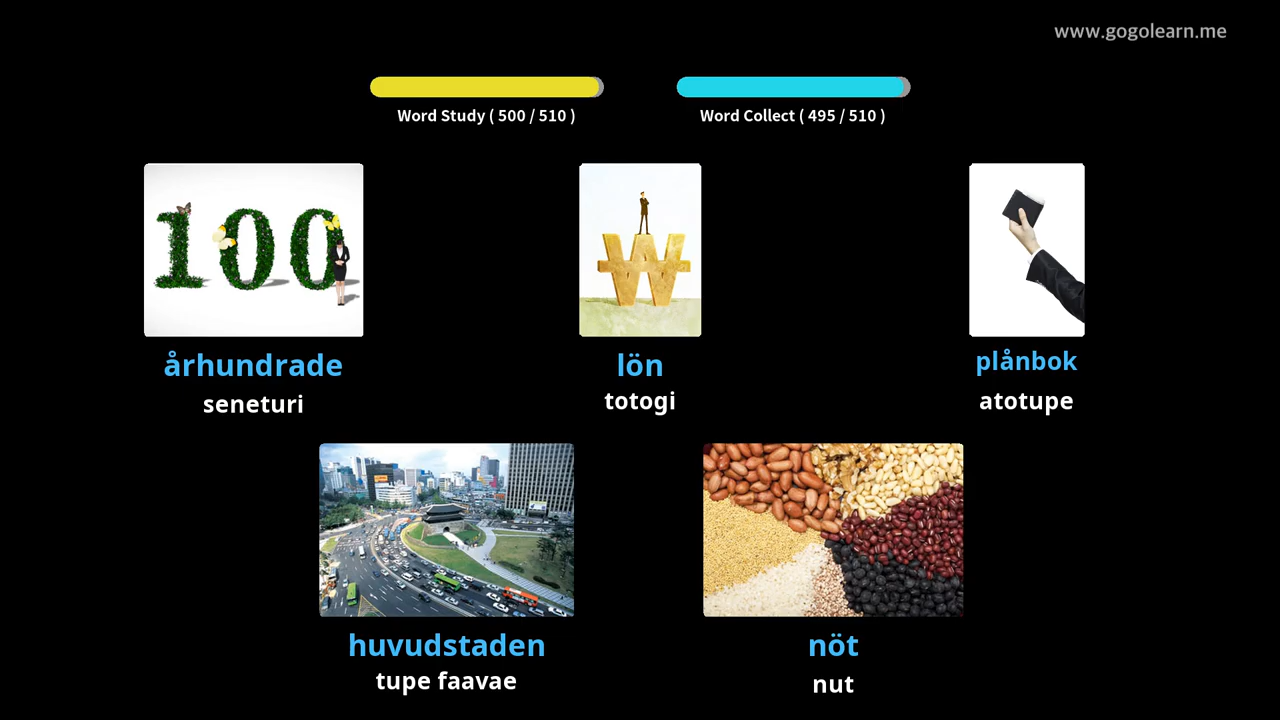 www.gogolearn.me
Word Study ( 500 / 510 )
Word Collect ( 495 / 510 )
100
århundrade
seneturi
lön
totogi
plånbok
atotupe
huvudstaden
tupe faavae
nöt
nut